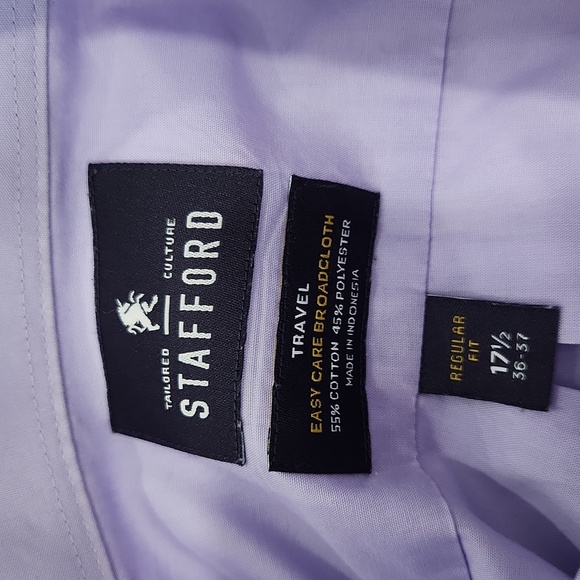 TAILORED CULTURE
STAFFORD
TRAVEL
EASY CARE BROADCLOTH
55% COTTON 45% POLYESTER
MADE IN INDONESIA
REGULAR
FIT
17½
36-37